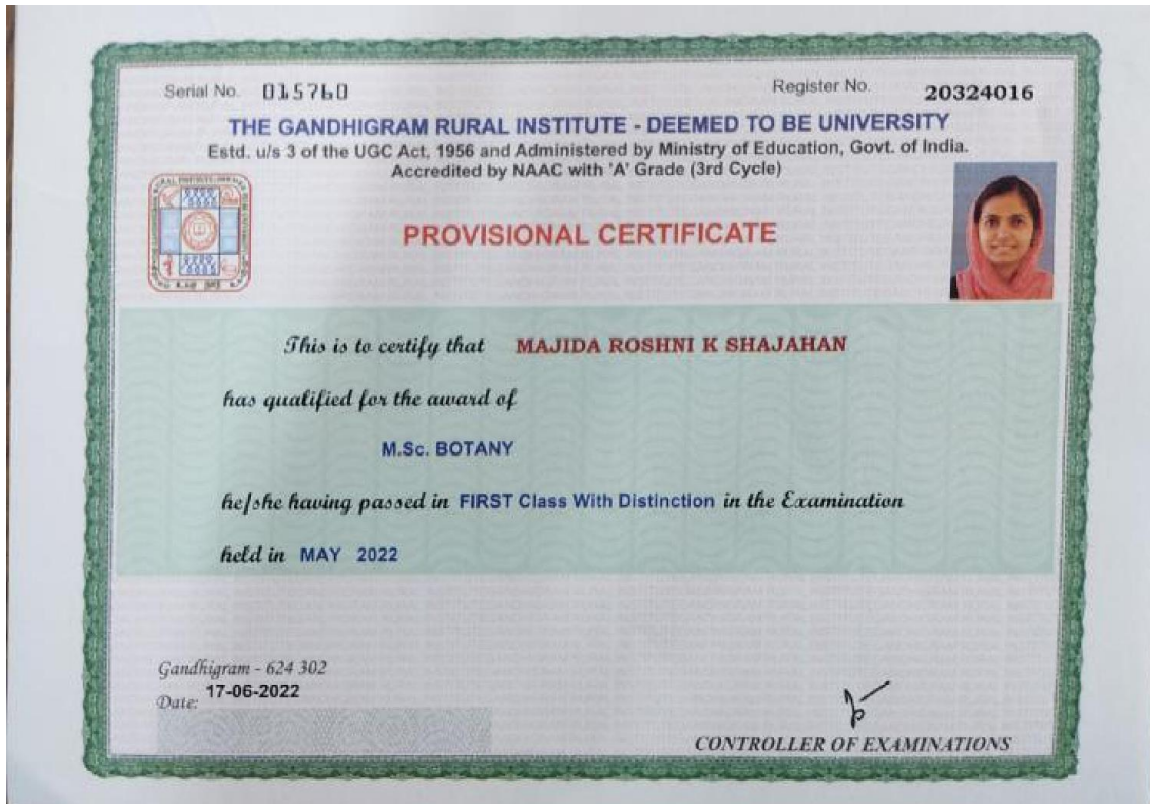 Serial No. 015760
Register No. 20324016
THE GANDHIGRAM RURAL INSTITUTE - DEEMED TO BE UNIVERSITY
Estd. u/s 3 of the UGC Act, 1956 and Administered by Ministry of Education, Govt. of India.
Accredited by NAAC with 'A' Grade (3rd Cycle)
PROVISIONAL CERTIFICATE
This is to certify that MAJIDA ROSHNI K SHAJAHAN
has qualified for the award of
M.Sc. BOTANY
he/she having passed in FIRST Class With Distinction in the Examination
held in MAY 2022
Gandhigram - 624 302
Date: 17-06-2022
CONTROLLER OF EXAMINATIONS